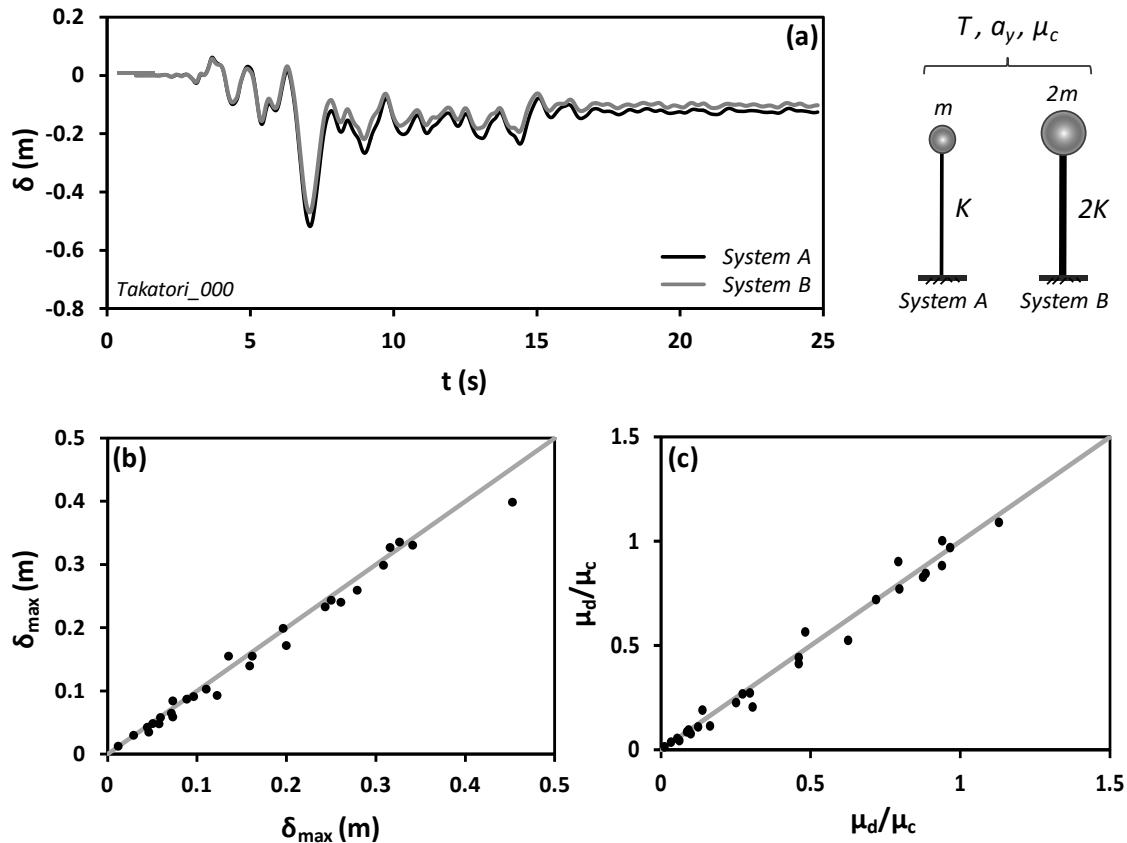 0.2
0
-0.2
-0.4
-0.6
-0.8
δ (m)
(a)
Takatori_000
System A
System B
0 5 10 15 20 25
t (s)
T, a_y, μ_c
m
2m
K
2K
System A
System B
(b)
0.5
0.4
0.3
0.2
0.1
0
δ_max (m)
0 0.1 0.2 0.3 0.4 0.5
δ_max (m)
(c)
1.5
1
0.5
0
μ_d/μ_c
0 0.5 1 1.5
μ_d/μ_c